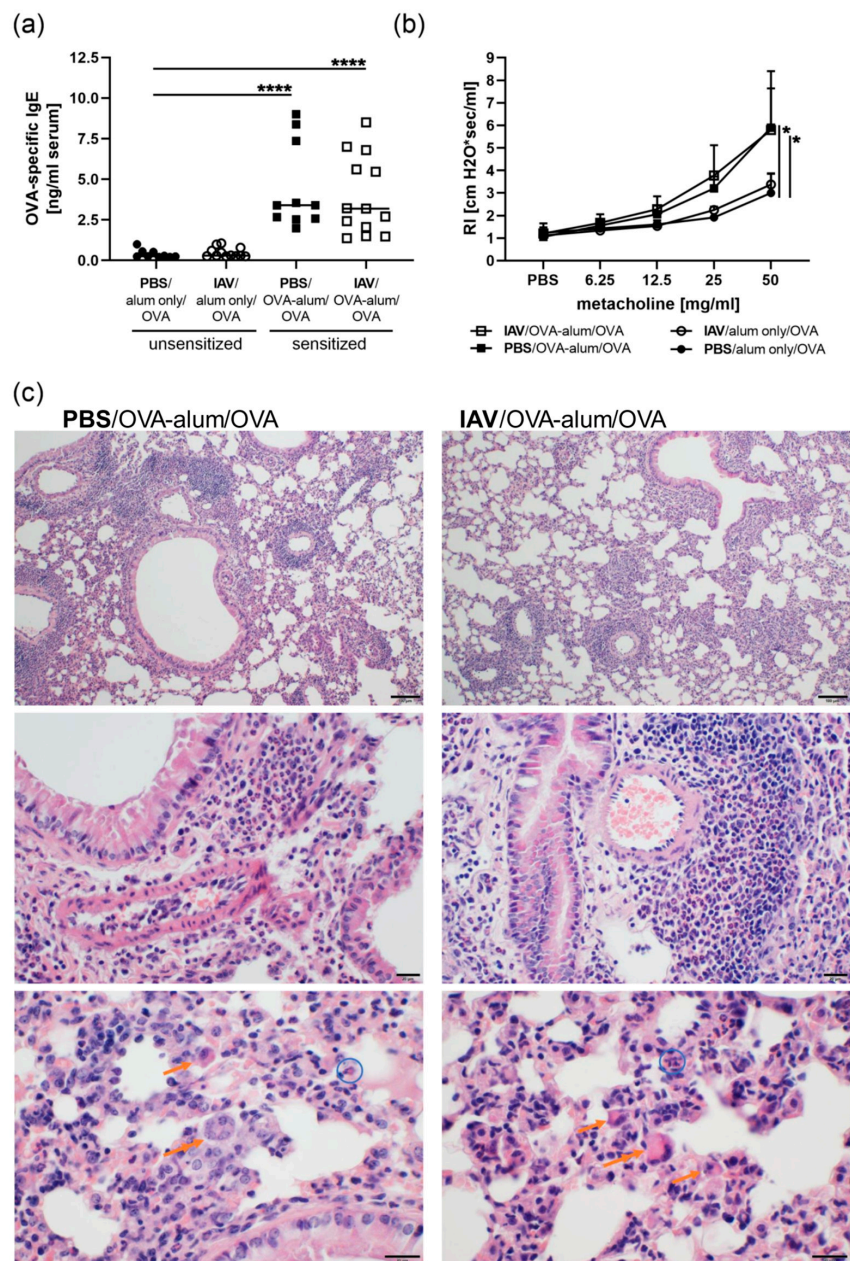 (a)
OVA-specific IgE
[ng/ml serum]
12.5
10.0
7.5
5.0
2.5
0.0
****
****
PBS/ IAV/ PBS/ IAV/
alum only/ alum only/ OVA-alum/ OVA-alum/
OVA OVA OVA OVA
unsensitized sensitized
(b)
RI [cm H2O*sec/ml]
9
8
7
6
5
4
3
2
1
0
*
*
PBS 6.25 12.5 25 50
metacholine [mg/ml]
IAV/OVA-alum/OVA IAV/alum only/OVA
PBS/OVA-alum/OVA PBS/alum only/OVA
(c)
PBS/OVA-alum/OVA IAV/OVA-alum/OVA